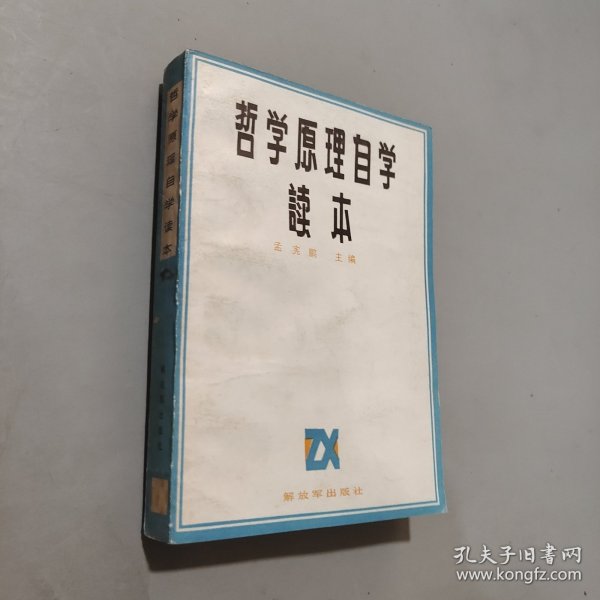 哲学原理自学
读本
孟宪鹏 主编
ZX
解放军出版社
哲学原理自学读本
孔夫子旧书网
www.kongfz.com